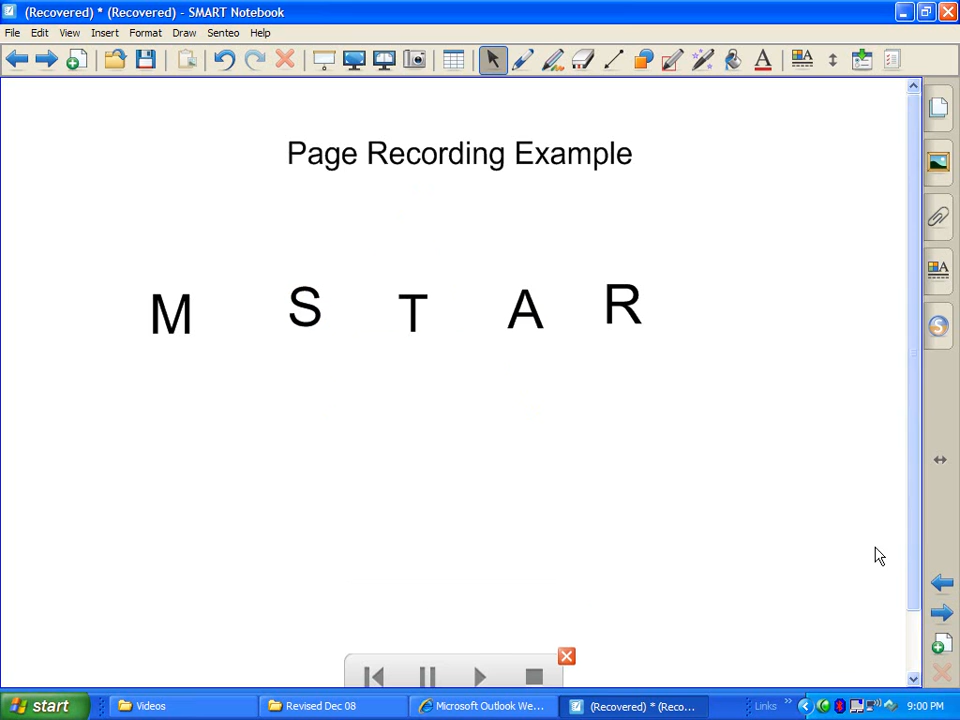 (Recovered) * (Recovered) - SMART Notebook
File Edit View Insert Format Draw Senteo Help
Page Recording Example
M S T A R
start Videos Revised Dec 08 Microsoft Outlook We... (Recovered) * (Reco... Links » 9:00 PM